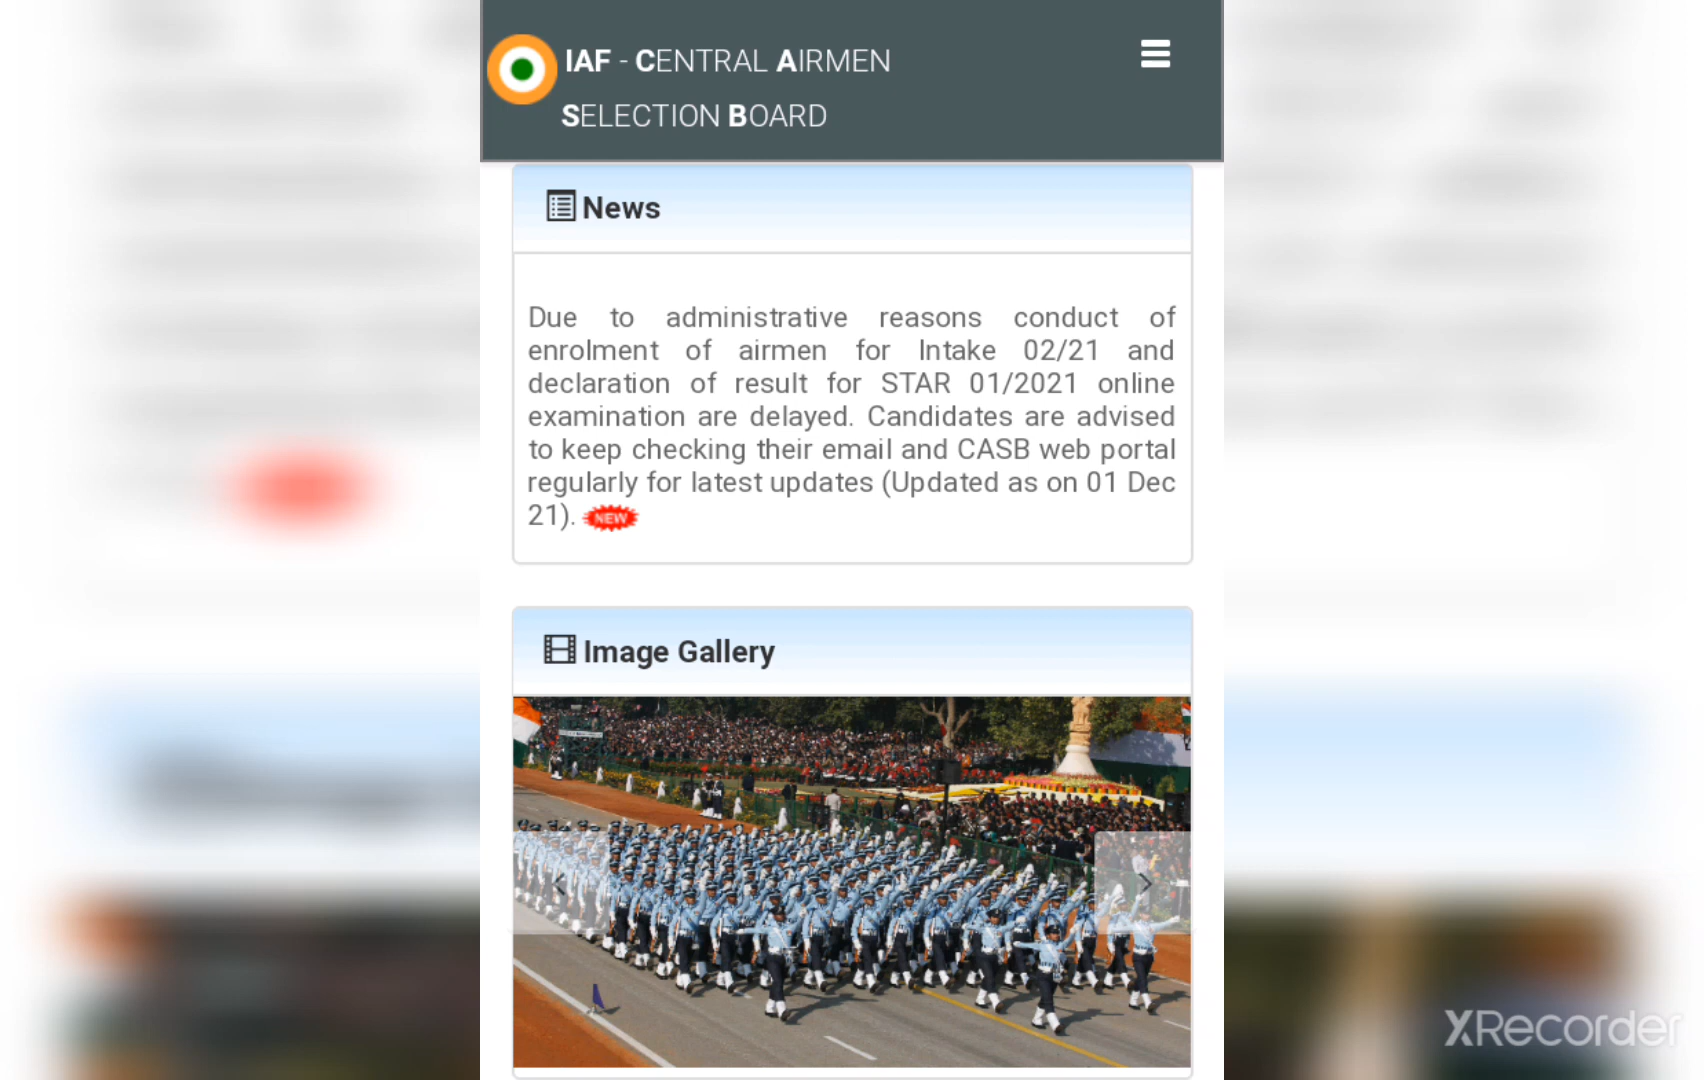 IAF - CENTRAL AIRMEN
SELECTION BOARD
News
Due to administrative reasons conduct of
enrolment of airmen for Intake 02/21 and
declaration of result for STAR 01/2021 online
examination are delayed. Candidates are advised
to keep checking their email and CASB web portal
regularly for latest updates (Updated as on 01 Dec
21). NEW
Image Gallery
XRecorder